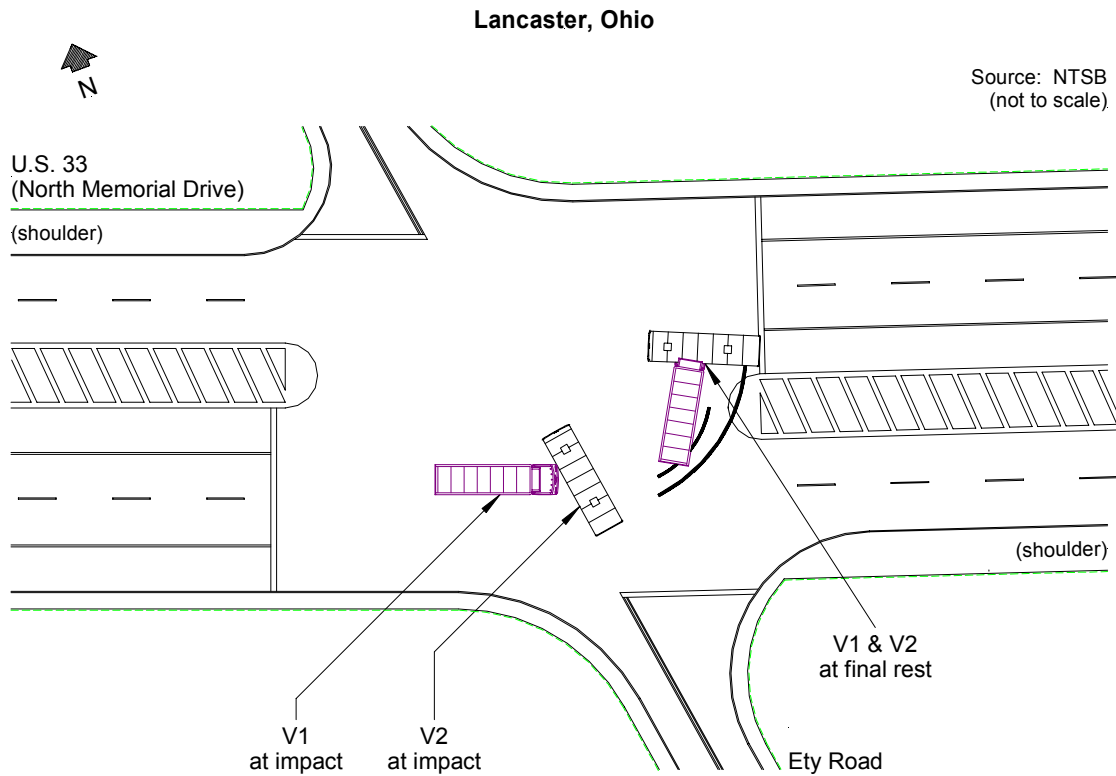 Lancaster, Ohio
N
Source: NTSB
(not to scale)
U.S. 33
(North Memorial Drive)
(shoulder)
(shoulder)
V1 & V2
at final rest
V1
at impact
V2
at impact
Ety Road